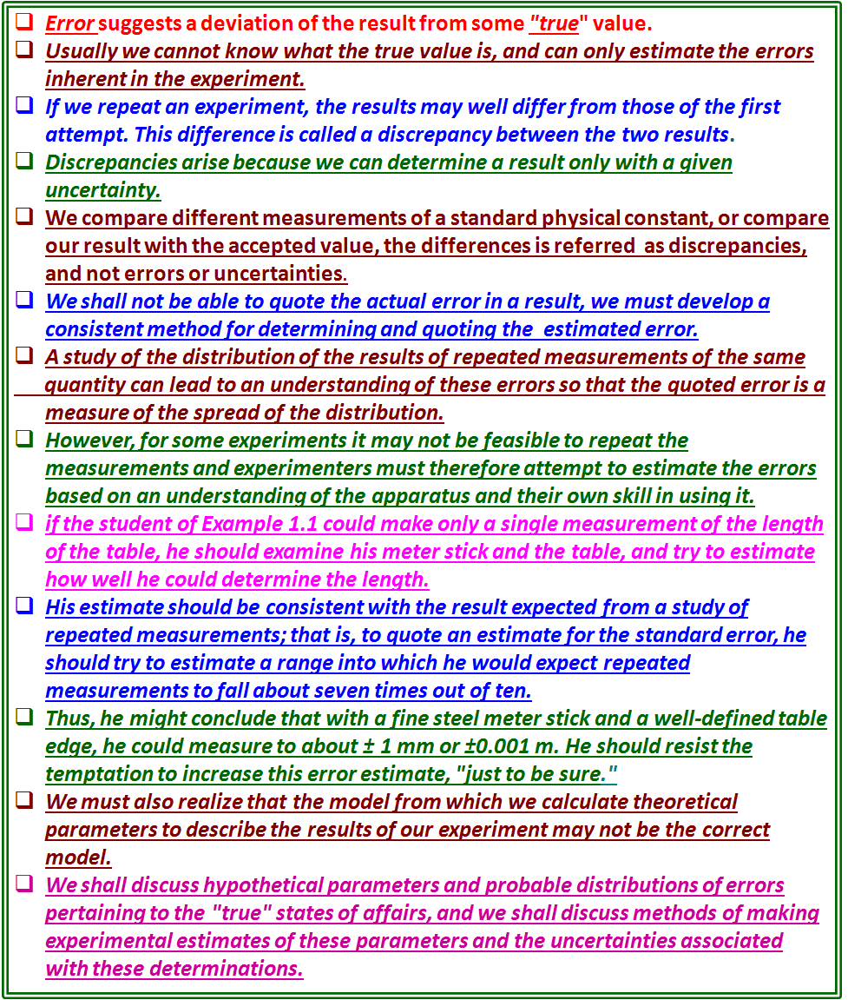 ❑ Error suggests a deviation of the result from some "true" value.
❑ Usually we cannot know what the true value is, and can only estimate the errors
inherent in the experiment.
❑ If we repeat an experiment, the results may well differ from those of the first
attempt. This difference is called a discrepancy between the two results.
❑ Discrepancies arise because we can determine a result only with a given
uncertainty.
❑ We compare different measurements of a standard physical constant, or compare
our result with the accepted value, the differences is referred  as discrepancies,
and not errors or uncertainties.
❑ We shall not be able to quote the actual error in a result, we must develop a
consistent method for determining and quoting the  estimated error.
❑ A study of the distribution of the results of repeated measurements of the same
quantity can lead to an understanding of these errors so that the quoted error is a
measure of the spread of the distribution.
❑ However, for some experiments it may not be feasible to repeat the
measurements and experimenters must therefore attempt to estimate the errors
based on an understanding of the apparatus and their own skill in using it.
❑ if the student of Example 1.1 could make only a single measurement of the length
of the table, he should examine his meter stick and the table, and try to estimate
how well he could determine the length.
❑ His estimate should be consistent with the result expected from a study of
repeated measurements; that is, to quote an estimate for the standard error, he
should try to estimate a range into which he would expect repeated
measurements to fall about seven times out of ten.
❑ Thus, he might conclude that with a fine steel meter stick and a well-defined table
edge, he could measure to about ± 1 mm or ±0.001 m. He should resist the
temptation to increase this error estimate, "just to be sure."
❑ We must also realize that the model from which we calculate theoretical
parameters to describe the results of our experiment may not be the correct
model.
❑ We shall discuss hypothetical parameters and probable distributions of errors
pertaining to the "true" states of affairs, and we shall discuss methods of making
experimental estimates of these parameters and the uncertainties associated
with these determinations.